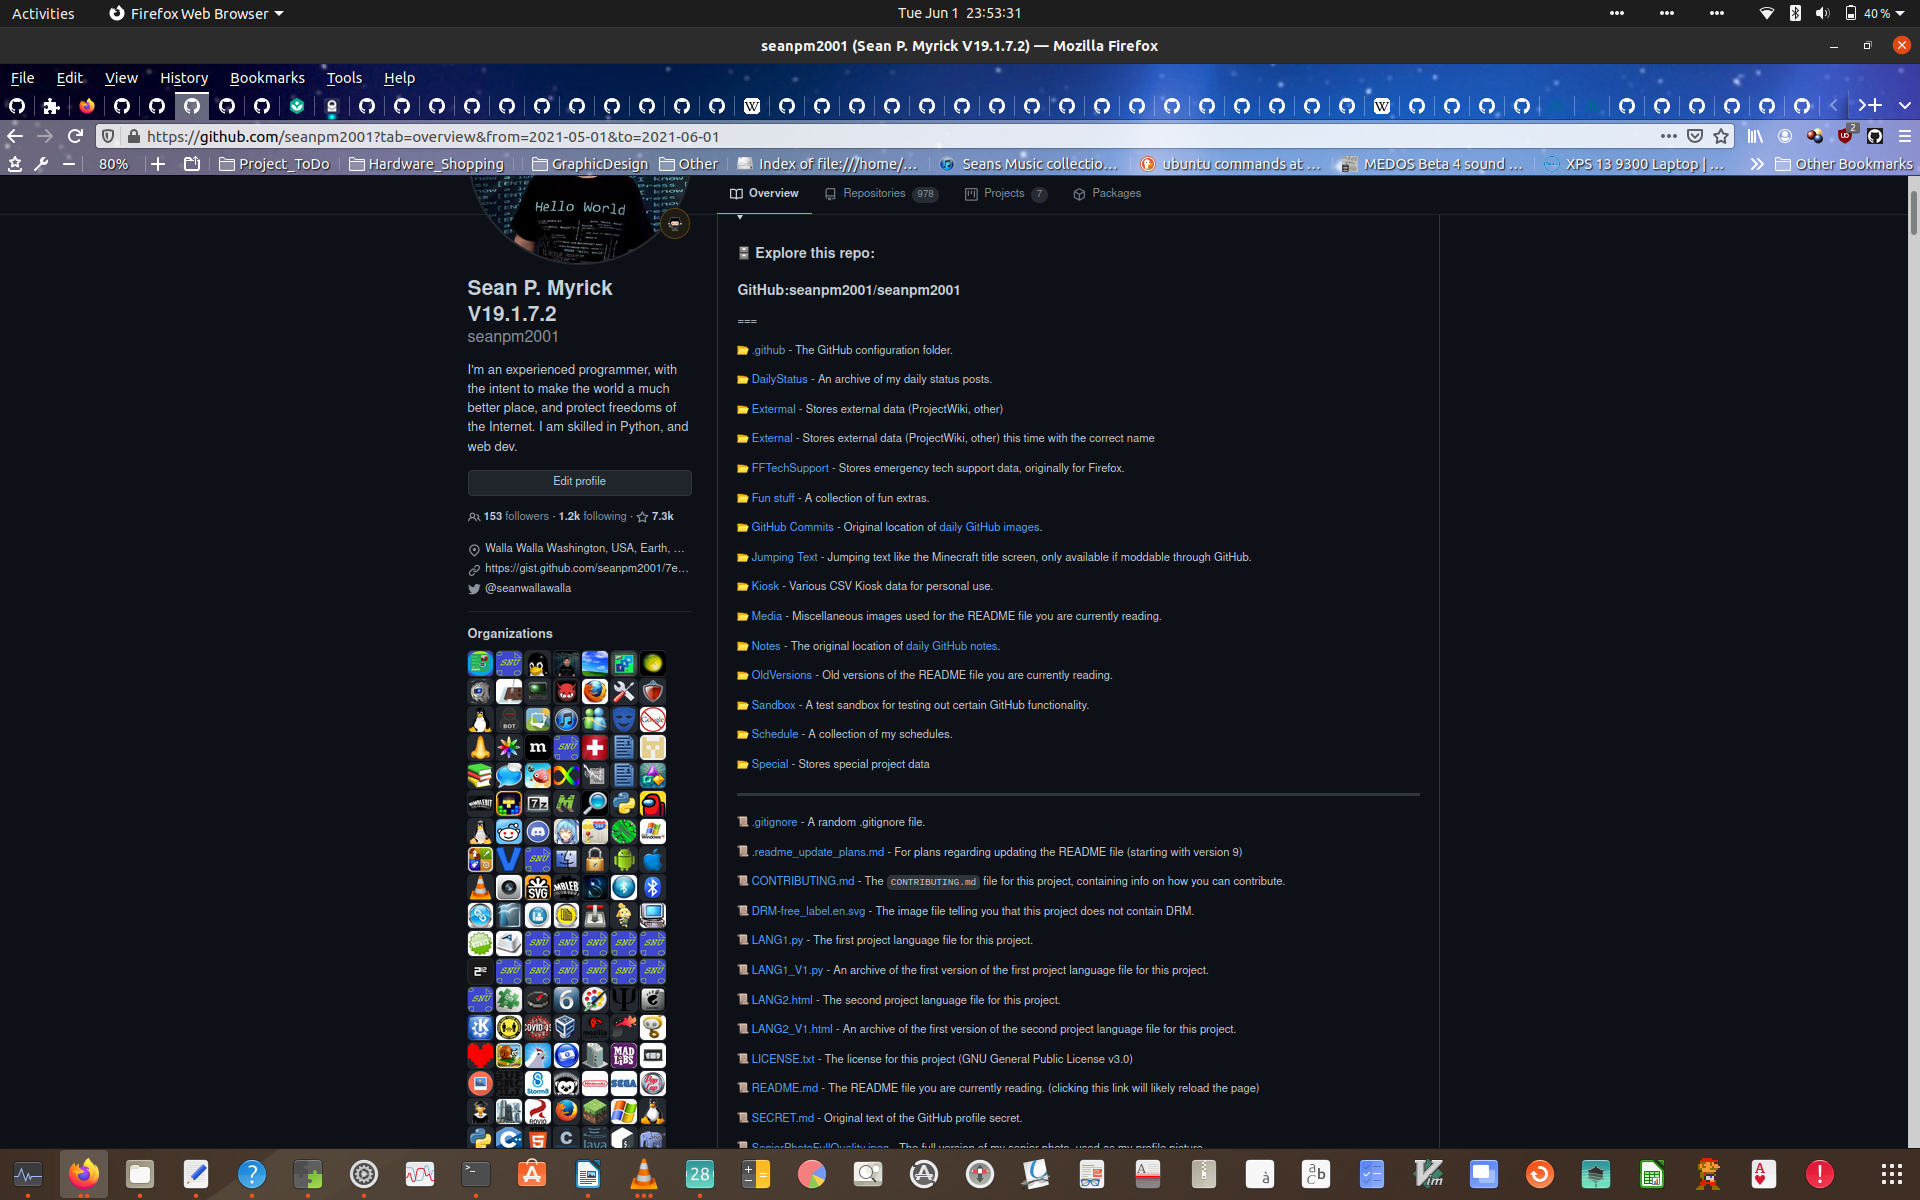 Activities
Firefox Web Browser
Tue Jun 1 23:53:31
40 %
seanpm2001 (Sean P. Myrick V19.1.7.2) — Mozilla Firefox
File Edit View History Bookmarks Tools Help
https://github.com/seanpm2001?tab=overview&from=2021-05-01&to=2021-06-01
2
80%
Project_ToDo
Hardware_Shopping
GraphicDesign
Other
Index of file:///home/...
Seans Music collectio...
ubuntu commands at ...
MEDOS Beta 4 sound ...
XPS 13 9300 Laptop | ...
Other Bookmarks
Overview
Repositories 978
Projects 7
Packages
Hello World
Sean P. Myrick
V19.1.7.2
seanpm2001
I'm an experienced programmer, with
the intent to make the world a much
better place, and protect freedoms of
the Internet. I am skilled in Python, and
web dev.
Edit profile
153 followers · 1.2k following · 7.3k
Walla Walla Washington, USA, Earth, ...
https://gist.github.com/seanpm2001/7e...
@seanwallawalla
Organizations
Explore this repo:
GitHub:seanpm2001/seanpm2001
===
.github - The GitHub configuration folder.
DailyStatus - An archive of my daily status posts.
Extermal - Stores external data (ProjectWiki, other)
External - Stores external data (ProjectWiki, other) this time with the correct name
FFTechSupport - Stores emergency tech support data, originally for Firefox.
Fun stuff - A collection of fun extras.
GitHub Commits - Original location of daily GitHub images.
Jumping Text - Jumping text like the Minecraft title screen, only available if moddable through GitHub.
Kiosk - Various CSV Kiosk data for personal use.
Media - Miscellaneous images used for the README file you are currently reading.
Notes - The original location of daily GitHub notes.
OldVersions - Old versions of the README file you are currently reading.
Sandbox - A test sandbox for testing out certain GitHub functionality.
Schedule - A collection of my schedules.
Special - Stores special project data
.gitignore - A random .gitignore file.
.readme_update_plans.md - For plans regarding updating the README file (starting with version 9)
CONTRIBUTING.md - The CONTRIBUTING.md file for this project, containing info on how you can contribute.
DRM-free_label.en.svg - The image file telling you that this project does not contain DRM.
LANG1.py - The first project language file for this project.
LANG1_V1.py - An archive of the first version of the first project language file for this project.
LANG2.html - The second project language file for this project.
LANG2_V1.html - An archive of the first version of the second project language file for this project.
LICENSE.txt - The license for this project (GNU General Public License v3.0)
README.md - The README file you are currently reading. (clicking this link will likely reload the page)
SECRET.md - Original text of the GitHub profile secret.
SeniorPhotoFullQuality.jpeg - The full version of my senior photo, used as my profile picture
28